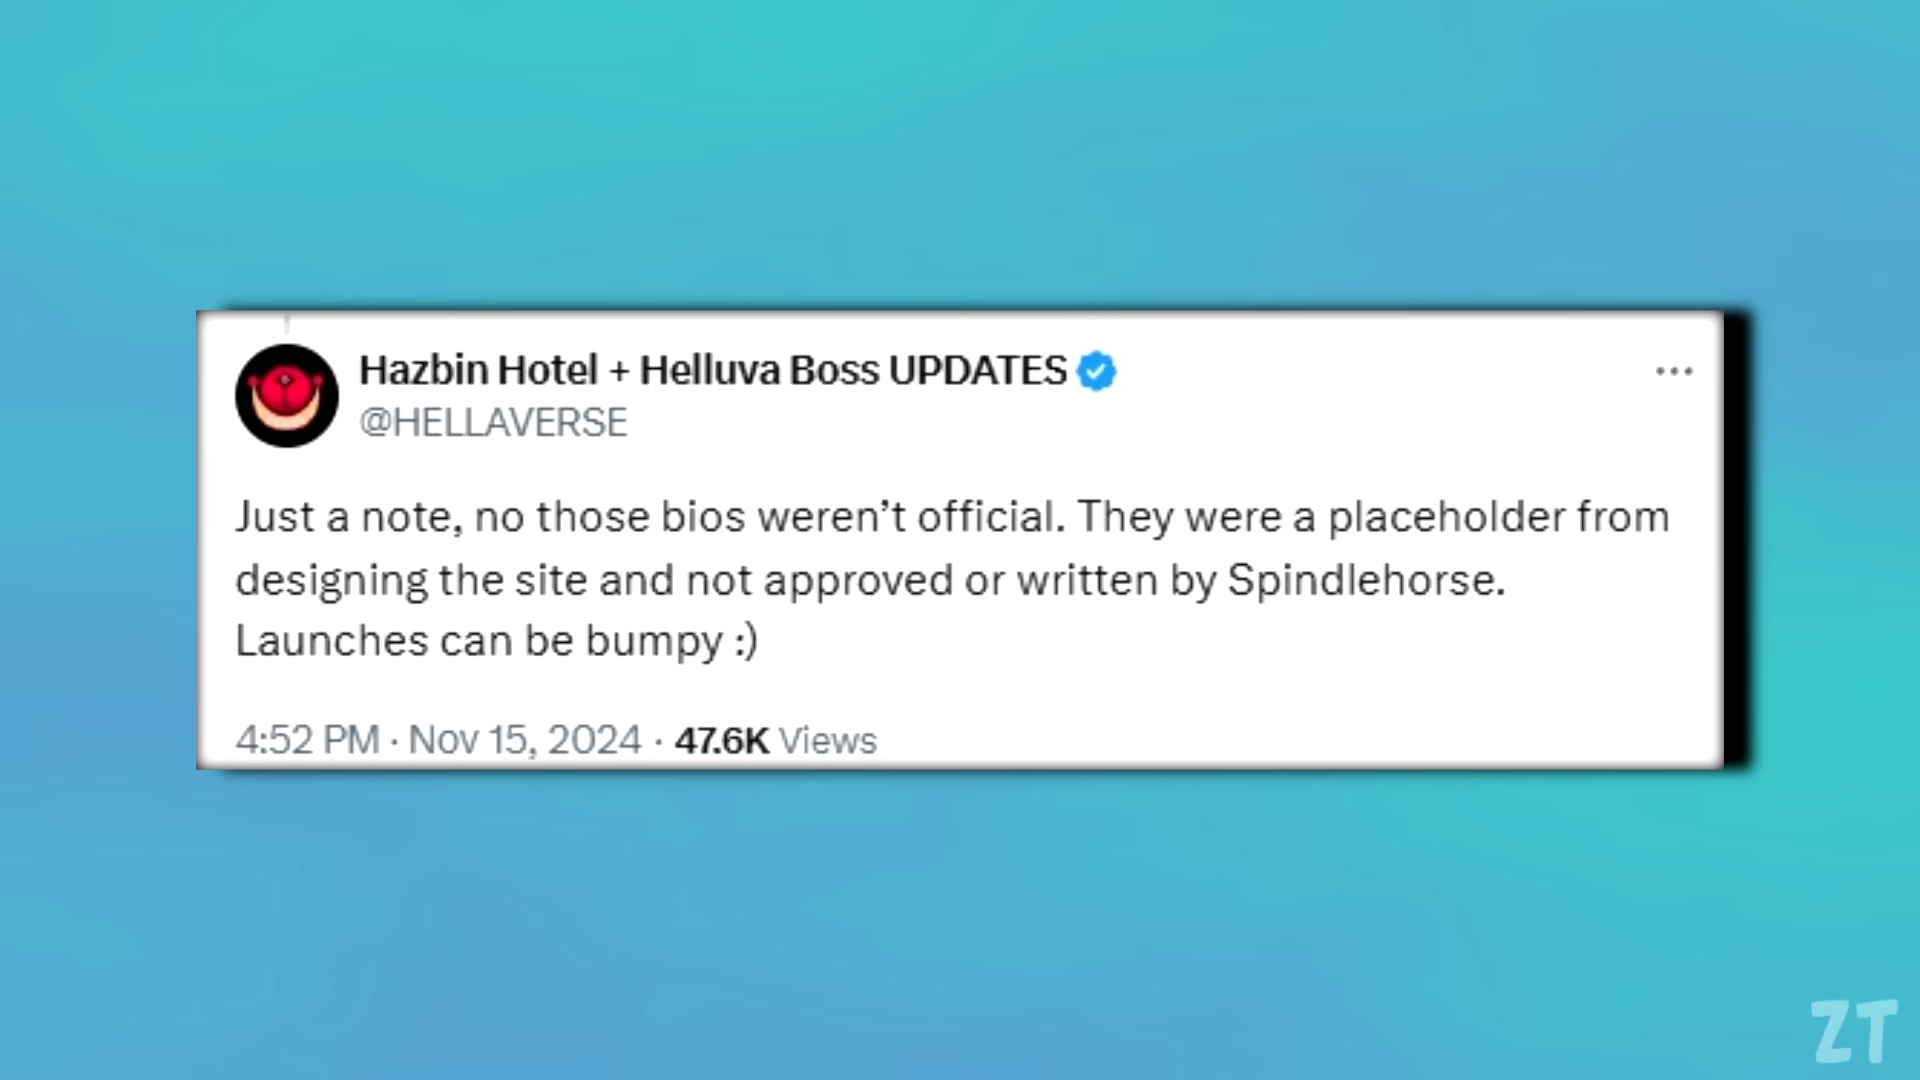 Hazbin Hotel + Helluva Boss UPDATES
@HELLAVERSE
Just a note, no those bios weren’t official. They were a placeholder from
designing the site and not approved or written by Spindlehorse.
Launches can be bumpy :)
4:52 PM · Nov 15, 2024 · 47.6K Views
ZT